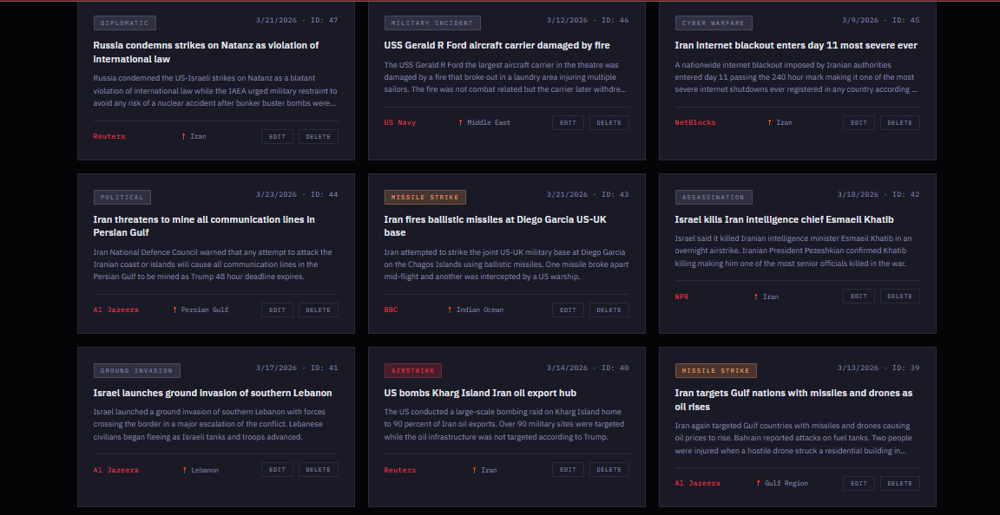 DIPLOMATIC
3/21/2026 · ID: 47
Russia condemns strikes on Natanz as violation of
international law
Russia condemned the US-Israeli strikes on Natanz as a blatant
violation of international law while the IAEA urged military restraint to
avoid any risk of a nuclear accident after bunker buster bombs were...
Reuters
Iran
EDIT
DELETE
MILITARY INCIDENT
3/12/2026 · ID: 46
USS Gerald R Ford aircraft carrier damaged by fire
The USS Gerald R Ford the largest aircraft carrier in the theatre was
damaged by a fire that broke out in a laundry area injuring multiple
sailors. The fire was not combat related but the carrier later withdre...
US Navy
Middle East
EDIT
DELETE
CYBER WARFARE
3/9/2026 · ID: 45
Iran internet blackout enters day 11 most severe ever
A nationwide internet blackout imposed by Iranian authorities
entered day 11 passing the 240 hour mark making it one of the most
severe internet shutdowns ever registered in any country according ...
NetBlocks
Iran
EDIT
DELETE
POLITICAL
3/23/2026 · ID: 44
Iran threatens to mine all communication lines in
Persian Gulf
Iran National Defence Council warned that any attempt to attack the
Iranian coast or islands will cause all communication lines in the
Persian Gulf to be mined as Trump 48 hour deadline expires.
Al Jazeera
Persian Gulf
EDIT
DELETE
MISSILE STRIKE
3/21/2026 · ID: 43
Iran fires ballistic missiles at Diego Garcia US-UK
base
Iran attempted to strike the joint US-UK military base at Diego Garcia
on the Chagos Islands using ballistic missiles. One missile broke apart
mid-flight and another was intercepted by a US warship.
BBC
Indian Ocean
EDIT
DELETE
ASSASSINATION
3/18/2026 · ID: 42
Israel kills Iran intelligence chief Esmaeil Khatib
Israel said it killed Iranian intelligence minister Esmaeil Khatib in an
overnight airstrike. Iranian President Pezeshkian confirmed Khatib
killing making him one of the most senior officials killed in the war.
NPR
Iran
EDIT
DELETE
GROUND INVASION
3/17/2026 · ID: 41
Israel launches ground invasion of southern Lebanon
Israel launched a ground invasion of southern Lebanon with forces
crossing the border in a major escalation of the conflict. Lebanese
civilians began fleeing as Israeli tanks and troops advanced.
Al Jazeera
Lebanon
EDIT
DELETE
AIRSTRIKE
3/14/2026 · ID: 40
US bombs Kharg Island Iran oil export hub
The US conducted a large-scale bombing raid on Kharg Island home
to 90 percent of Iran oil exports. Over 90 military sites were targeted
while the oil infrastructure was not targeted according to Trump.
Reuters
Iran
EDIT
DELETE
MISSILE STRIKE
3/13/2026 · ID: 39
Iran targets Gulf nations with missiles and drones as
oil rises
Iran again targeted Gulf countries with missiles and drones causing
oil prices to rise. Bahrain reported attacks on fuel tanks. Two people
were injured when a hostile drone struck a residential building in...
Al Jazeera
Gulf Region
EDIT
DELETE